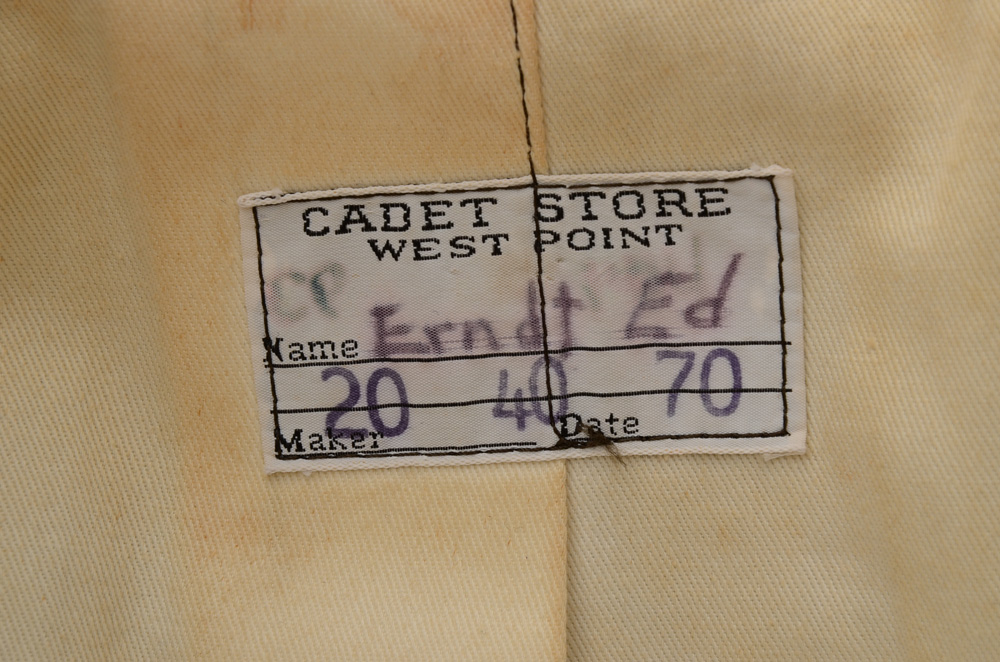 CADET STORE
WEST POINT
Name Erndt Ed
20 40 70
Maker Date